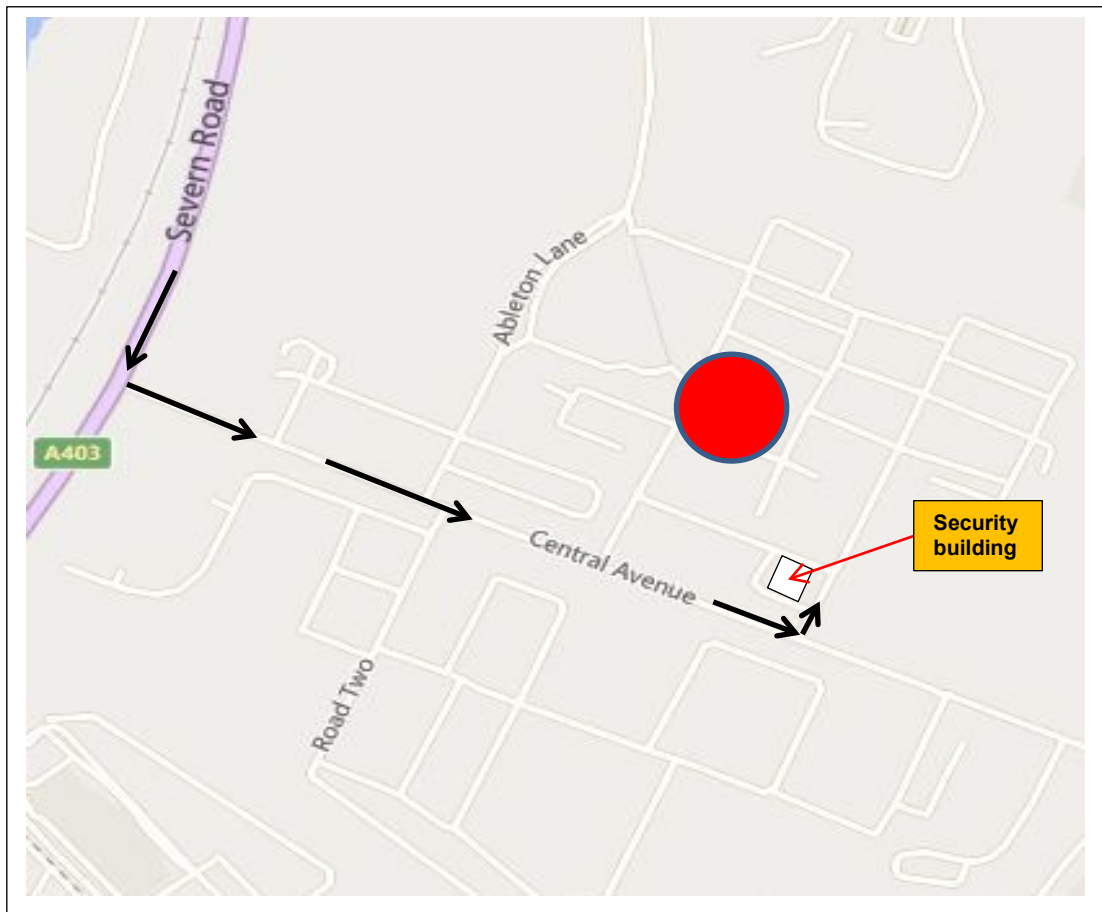 Severn Road
Ableton Lane
A403
Security
building
Central Avenue
Road Two